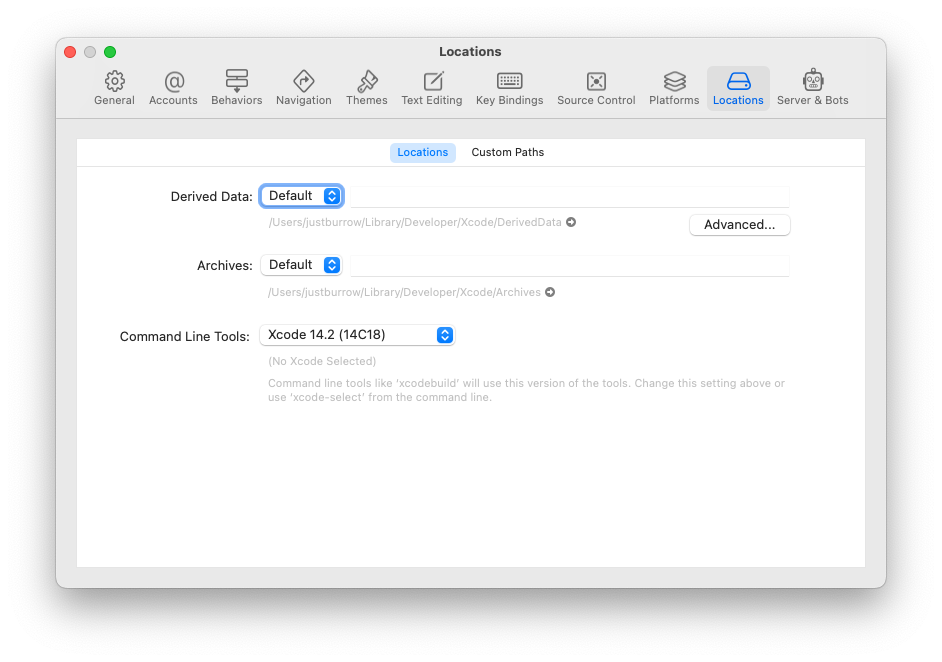 Locations
General Accounts Behaviors Navigation Themes Text Editing Key Bindings Source Control Platforms Locations Server & Bots
Locations Custom Paths
Derived Data: Default
/Users/justburrow/Library/Developer/Xcode/DerivedData
Advanced...
Archives: Default
/Users/justburrow/Library/Developer/Xcode/Archives
Command Line Tools: Xcode 14.2 (14C18)
(No Xcode Selected)
Command line tools like ‘xcodebuild’ will use this version of the tools. Change this setting above or
use ‘xcode-select’ from the command line.